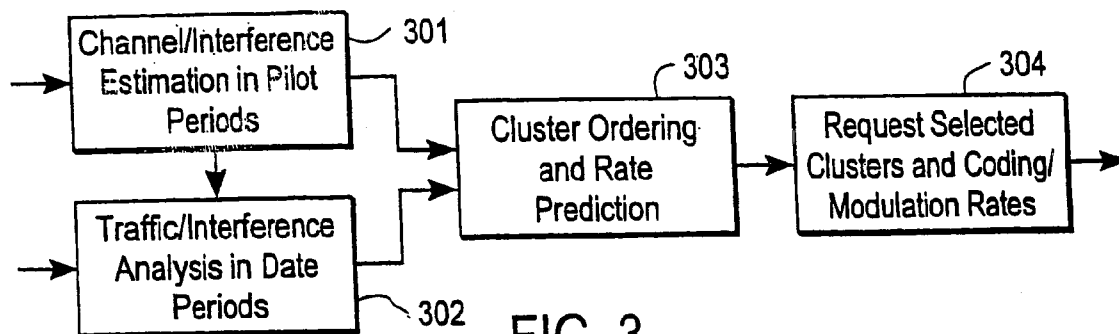 Channel/Interference
Estimation in Pilot
Periods
301
Traffic/Interference
Analysis in Date
Periods
302
Cluster Ordering
and Rate
Prediction
303
Request Selected
Clusters and Coding/
Modulation Rates
304
FIG. 3